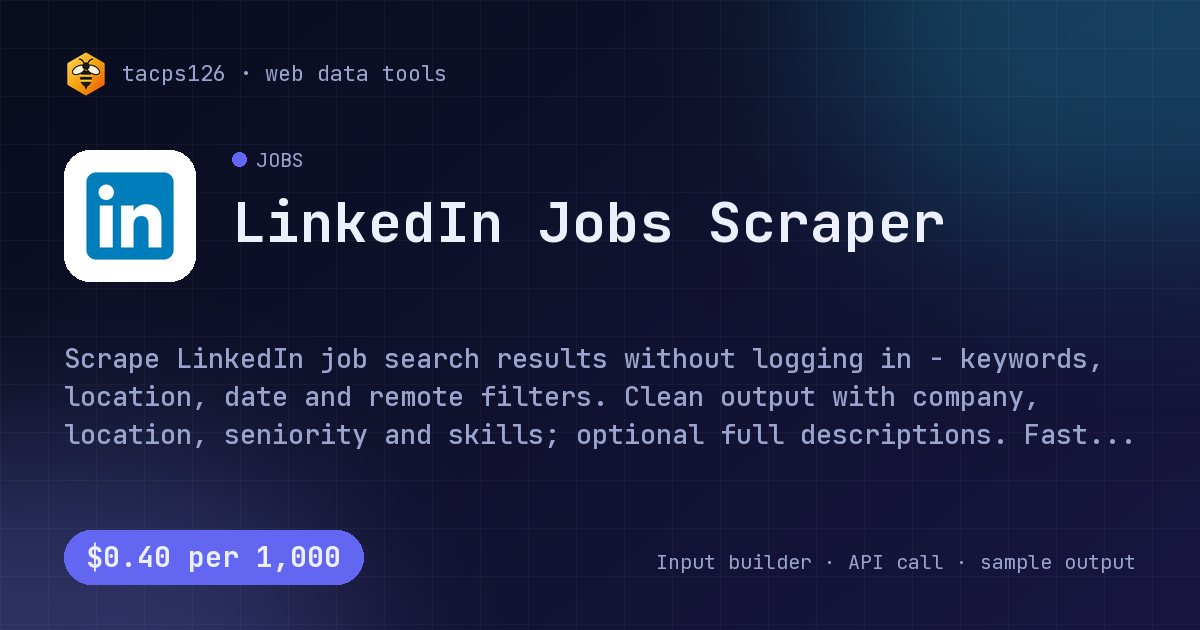 tacps126 · web data tools
JOBS
in
LinkedIn Jobs Scraper
Scrape LinkedIn job search results without logging in - keywords,
location, date and remote filters. Clean output with company,
location, seniority and skills; optional full descriptions. Fast...
$0.40 per 1,000
Input builder · API call · sample output